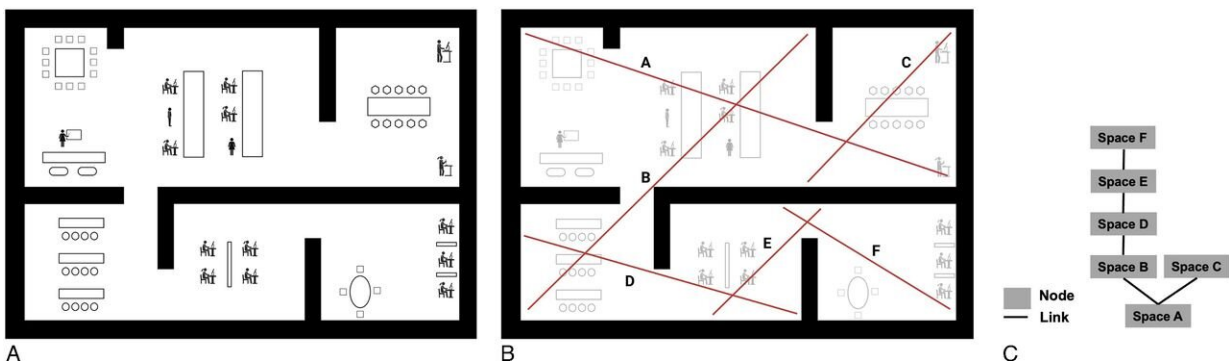 A
B
C
D
E
F
Space F
Space E
Space D
Space B
Space C
Space A
Node
Link
A
B
C